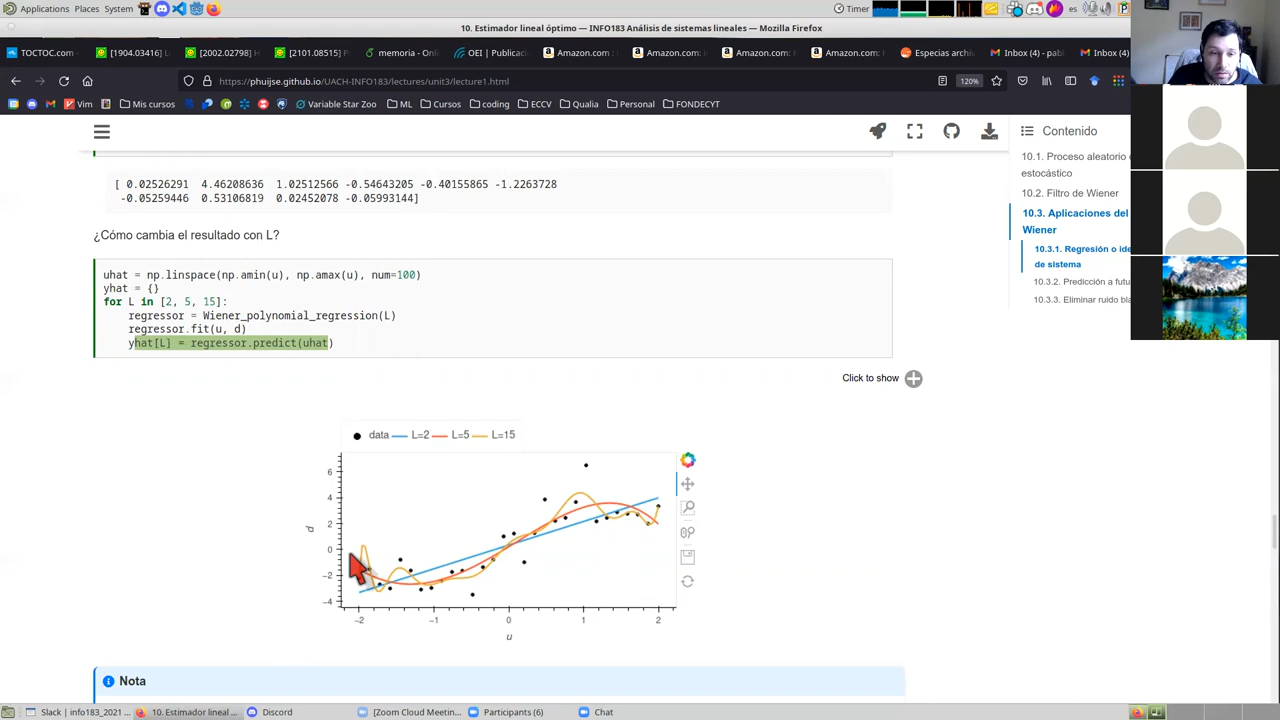 Applications Places System
Timer
es
10. Estimador lineal óptimo — INFO183 Análisis de sistemas lineales — Mozilla Firefox
TOCTOC.com
[1904.03416] L
[2002.02798] H
[2101.08515] F
memoria - O
OEI | Políti
Amazon.com:
Amazon.com:
Amazon.com:
Amazon.com:
Especias archiv
Inbox (4) - pab
Inbox (4)
https://phuijse.github.io/UACH-INFO183/lectures/unit3/lecture1.html
120%
Vim
Mis cursos
Variable Star Zoo
ML
Cursos
coding
ECCV
Qualia
Personal
FONDECYT
Contenido
10.1. Proceso aleatorio
estocástico
10.2. Filtro de Wiener
10.3. Aplicaciones del
Wiener
10.3.1. Regresión o ide
de sistema
10.3.2. Predicción a futu
10.3.3. Eliminar ruido bla
[ 0.02526291 4.46208636 1.02512566 -0.54643205 -0.40155865 -1.2263728
-0.05259446 0.53106819 0.02452078 -0.05993144]
¿Cómo cambia el resultado con L?
uhat = np.linspace(np.amin(u), np.amax(u), num=100)
yhat = {}
for L in [2, 5, 15]:
regressor = Wiener_polynomial_regression(L)
regressor.fit(u, d)
yhat[L] = regressor.predict(uhat)
Click to show
data L=2 L=5 L=15
6
4
2
0
−2
−4
d
−2 −1 0 1 2
u
Nota
Slack | info183_2021 ...
10. Estimador lineal ...
Discord
[Zoom Cloud Meetin...
Participants (6)
Chat